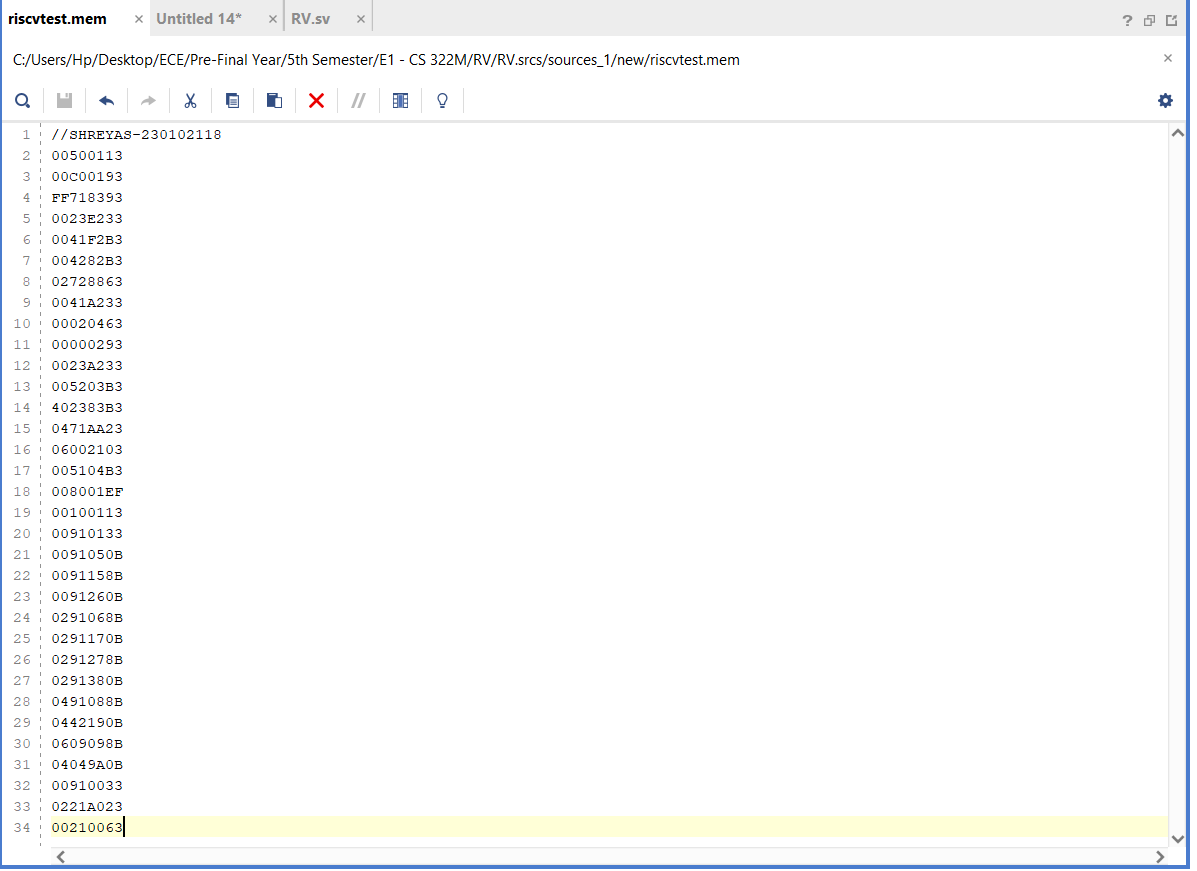 riscvtest.mem × Untitled 14* × RV.sv ×
C:/Users/Hp/Desktop/ECE/Pre-Final Year/5th Semester/E1 - CS 322M/RV/RV.srcs/sources_1/new/riscvtest.mem
1 //SHREYAS-230102118
2 00500113
3 00C00193
4 FF718393
5 0023E233
6 0041F2B3
7 004282B3
8 02728863
9 0041A233
10 00020463
11 00000293
12 0023A233
13 005203B3
14 402383B3
15 0471AA23
16 06002103
17 005104B3
18 008001EF
19 00100113
20 00910133
21 0091050B
22 0091158B
23 0091260B
24 0291068B
25 0291170B
26 0291278B
27 0291380B
28 0491088B
29 0442190B
30 0609098B
31 04049A0B
32 00910033
33 0221A023
34 00210063